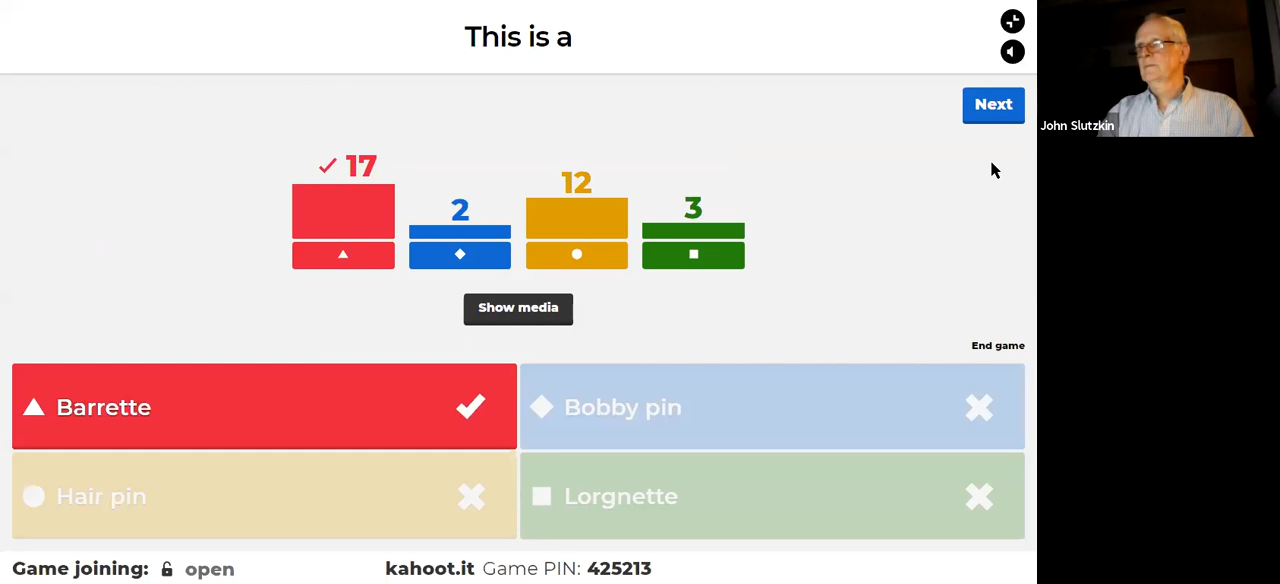 This is a
Next
John Slutzkin
17
2
12
3
Show media
End game
Barrette
Bobby pin
Hair pin
Lorgnette
Game joining: open
kahoot.it Game PIN: 425213